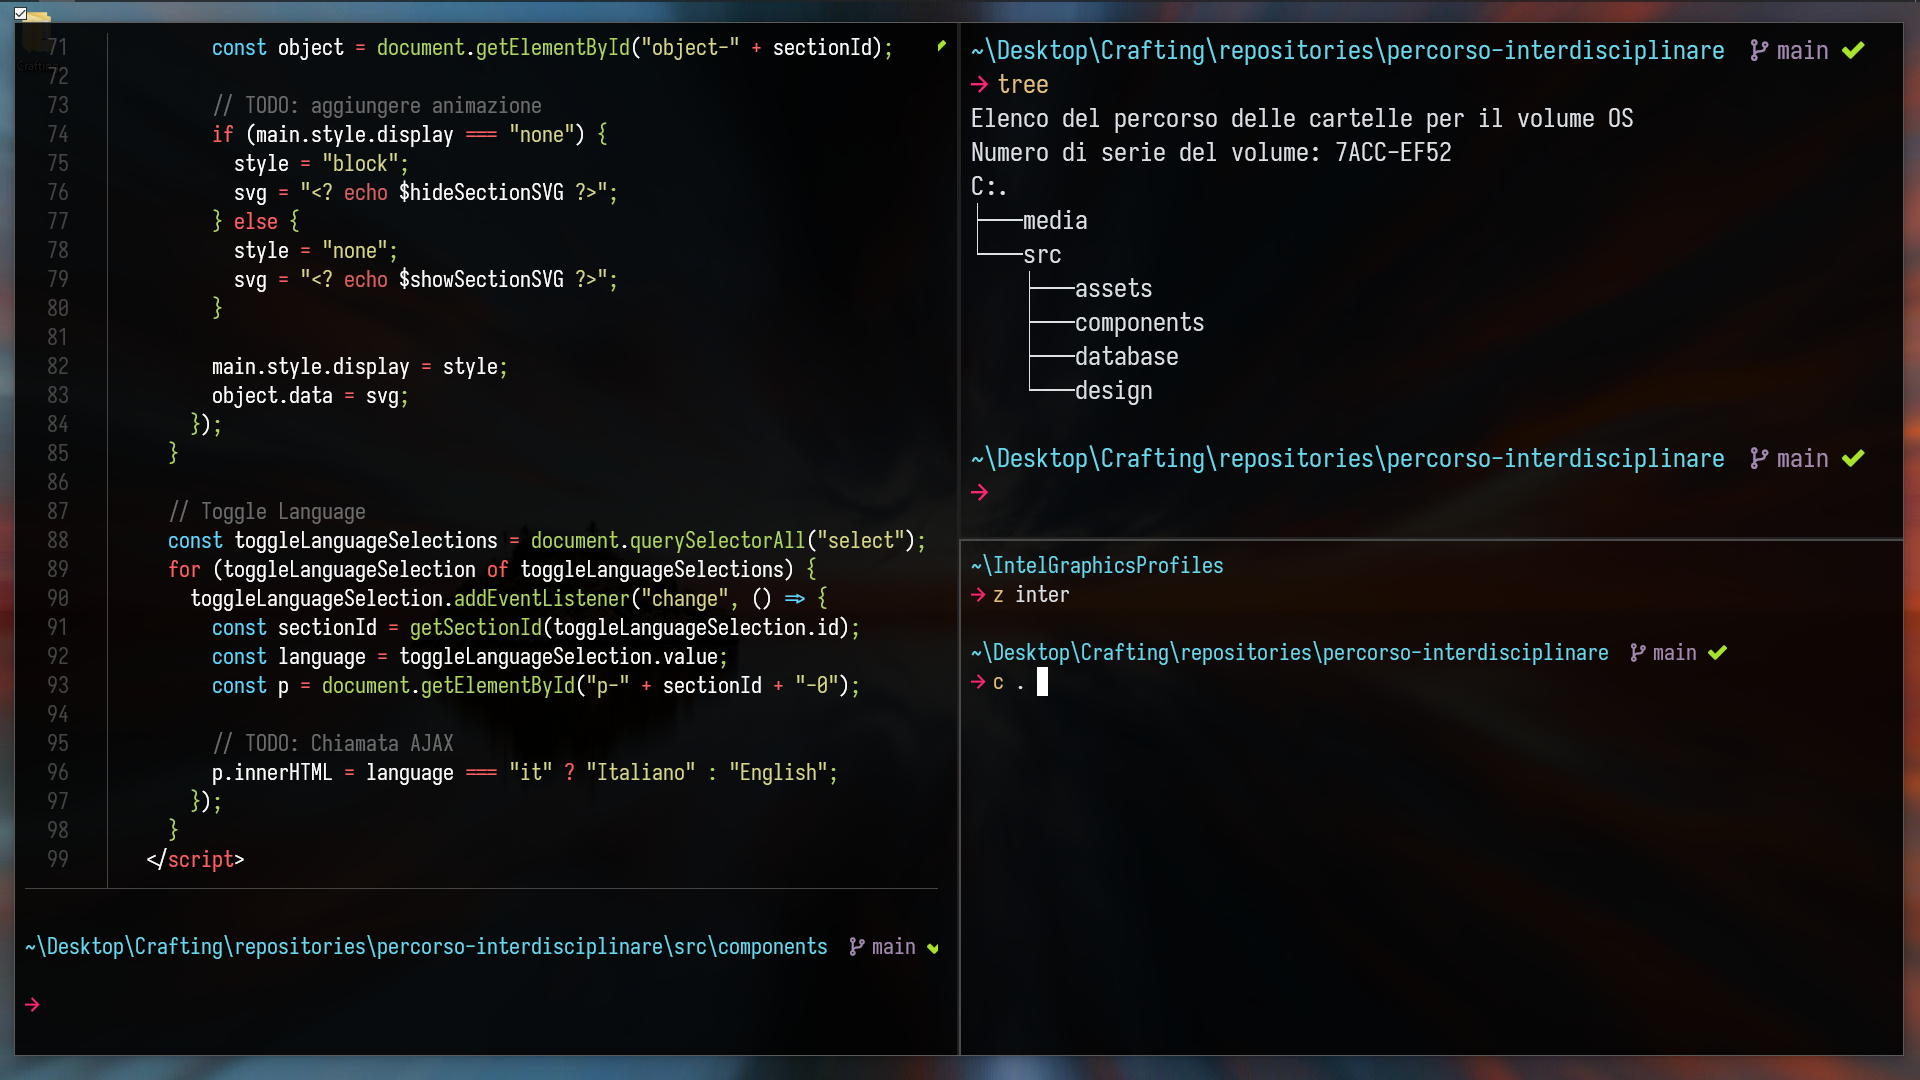 71 const object = document.getElementById("object-" + sectionId);
72
73 // TODO: aggiungere animazione
74 if (main.style.display === "none") {
75 style = "block";
76 svg = "<? echo $hideSectionSVG ?>";
77 } else {
78 style = "none";
79 svg = "<? echo $showSectionSVG ?>";
80 }
81
82 main.style.display = style;
83 object.data = svg;
84 });
85 }
86
87 // Toggle Language
88 const toggleLanguageSelections = document.querySelectorAll("select");
89 for (toggleLanguageSelection of toggleLanguageSelections) {
90 toggleLanguageSelection.addEventListener("change", () => {
91 const sectionId = getSectionId(toggleLanguageSelection.id);
92 const language = toggleLanguageSelection.value;
93 const p = document.getElementById("p-" + sectionId + "-0");
94
95 // TODO: Chiamata AJAX
96 p.innerHTML = language === "it" ? "Italiano" : "English";
97 });
98 }
99 </script>
~\Desktop\Crafting\repositories\percorso-interdisciplinare\src\components main ✔
→
~\Desktop\Crafting\repositories\percorso-interdisciplinare main ✔
→ tree
Elenco del percorso delle cartelle per il volume OS
Numero di serie del volume: 7ACC-EF52
C:.
├───media
└───src
    ├───assets
    ├───components
    ├───database
    └───design
~\Desktop\Crafting\repositories\percorso-interdisciplinare main ✔
→
~\IntelGraphicsProfiles
→ z inter
~\Desktop\Crafting\repositories\percorso-interdisciplinare main ✔
→ c .